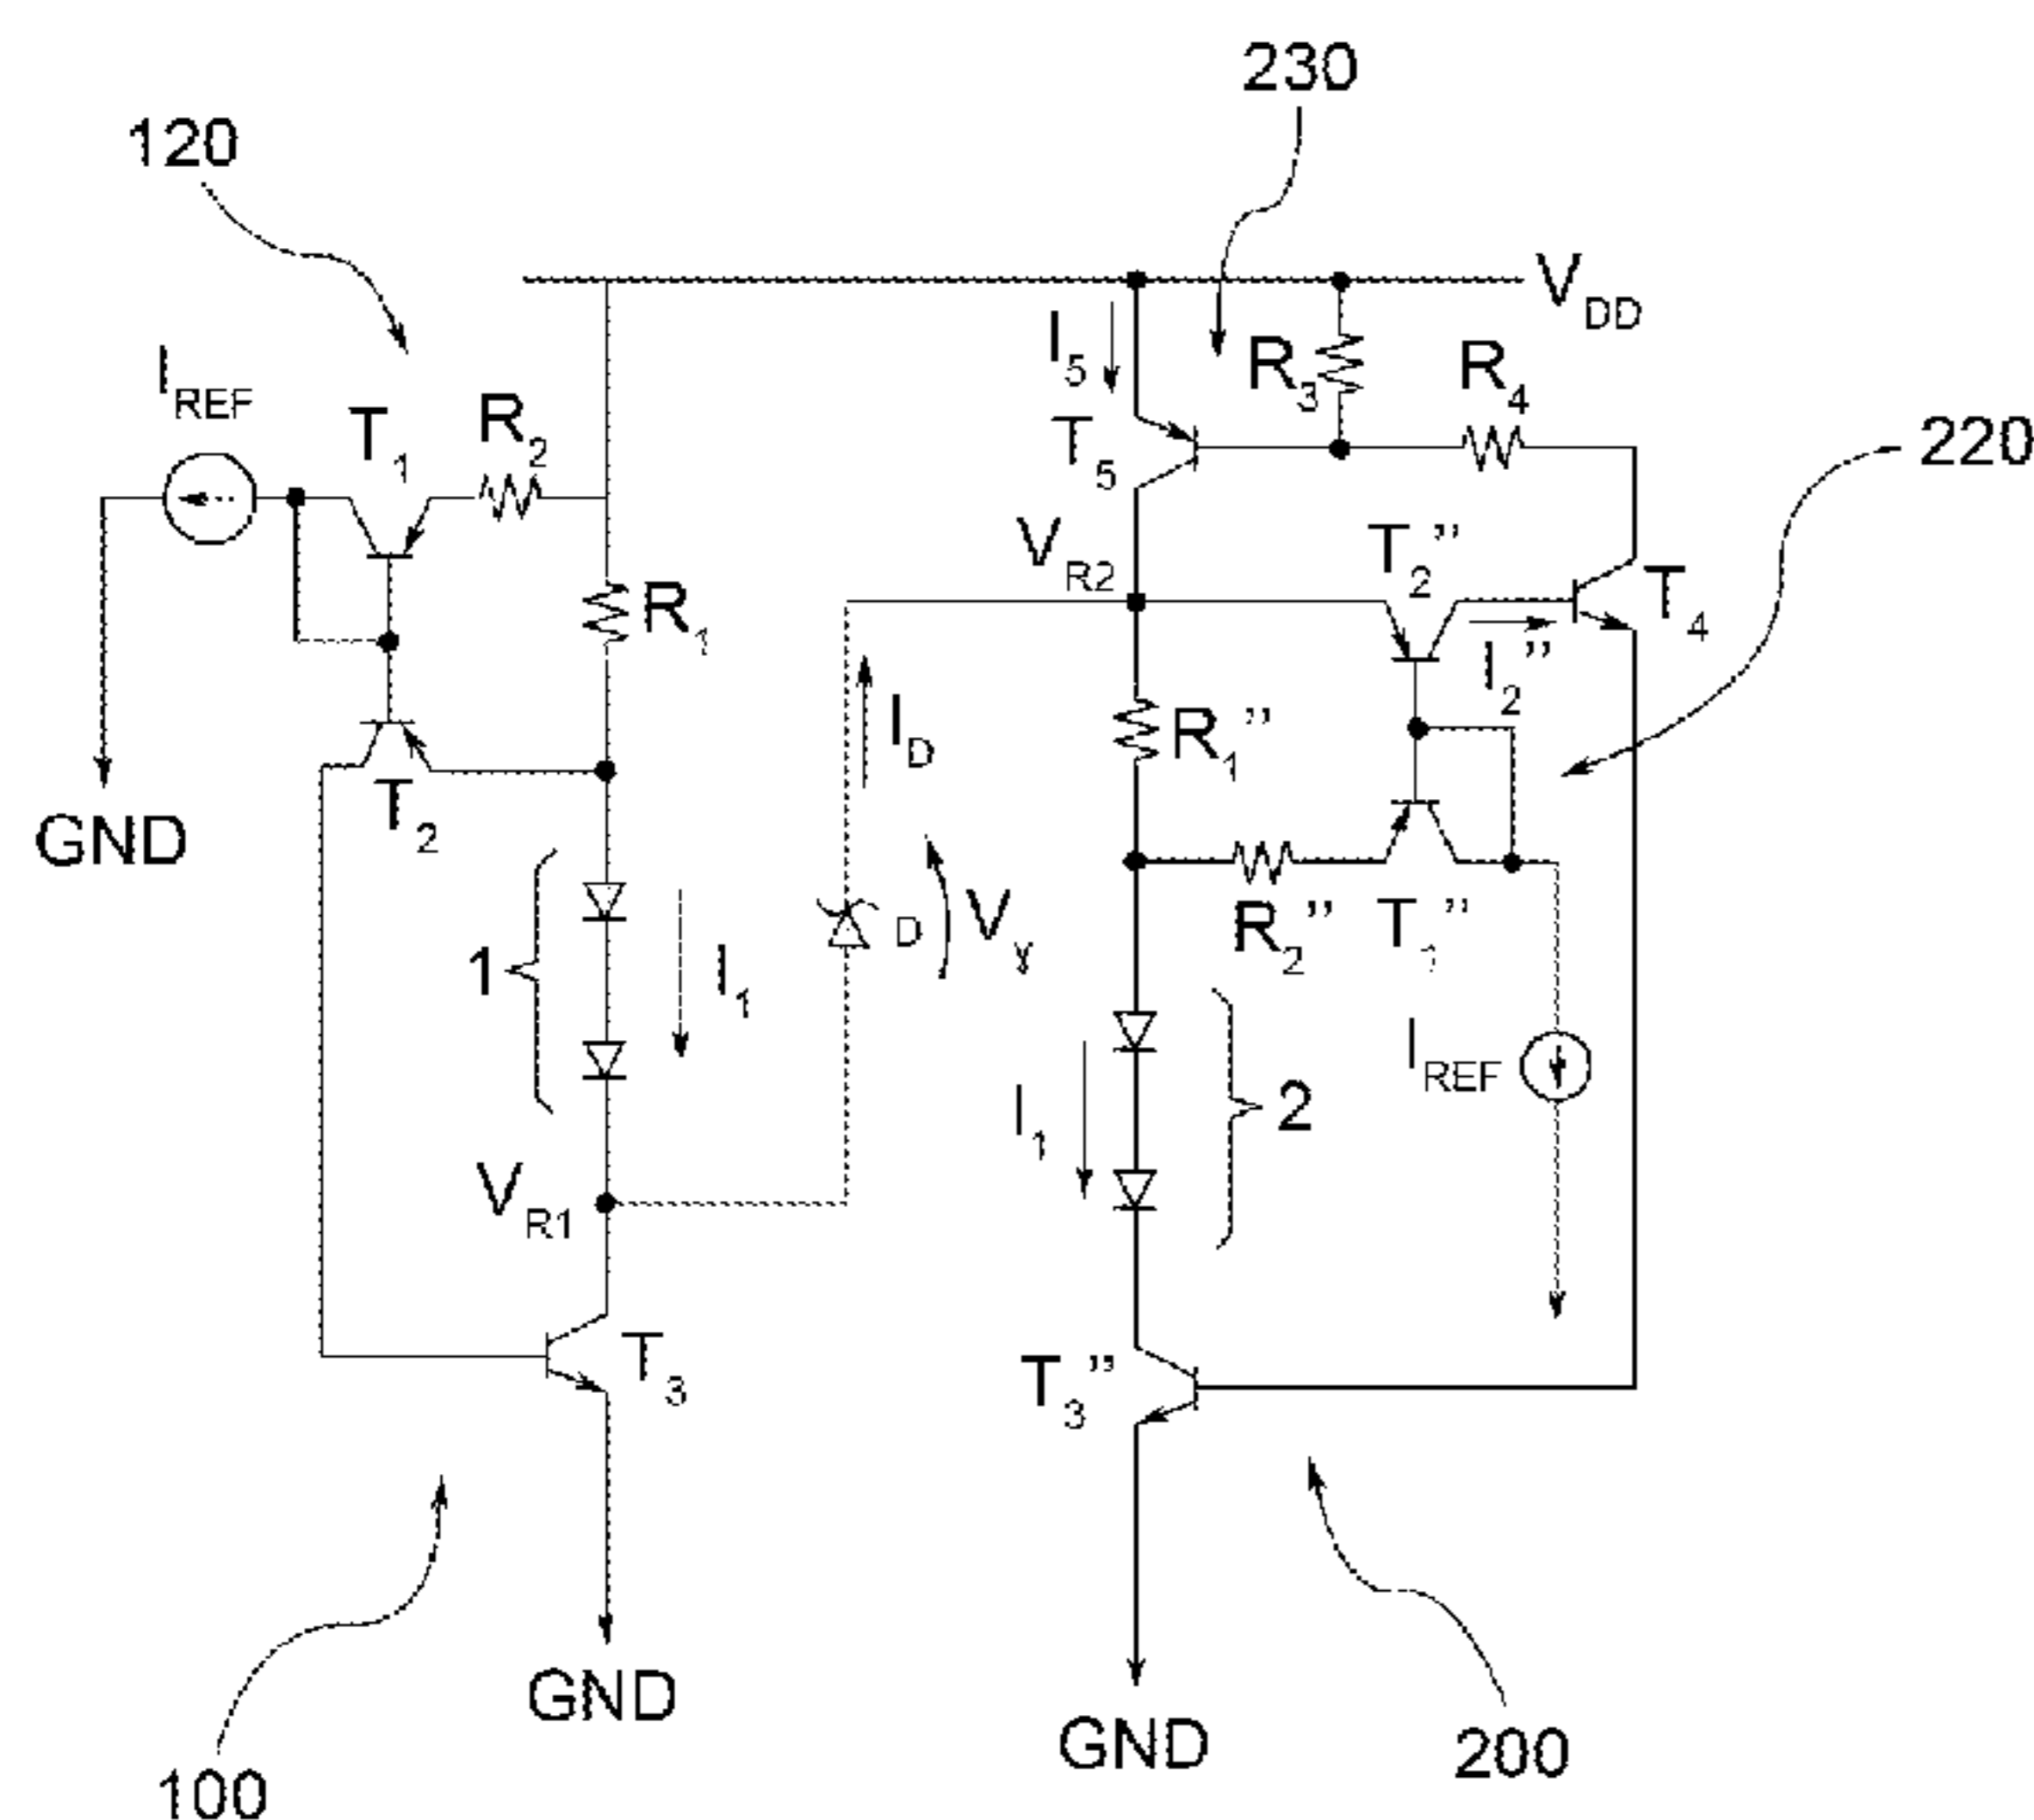 230
120
V_DD
I_5
R_3
R_4
I_REF
T_1
R_2
T_5
220
V_R2
T_2”
T_4
R_1
I_2”
I_D
R_1”
T_2
GND
V_γ
D
R_2”
T_1”
1
I_1
I_REF
2
I_1
V_R1
T_3
T_3”
GND
GND
200
100